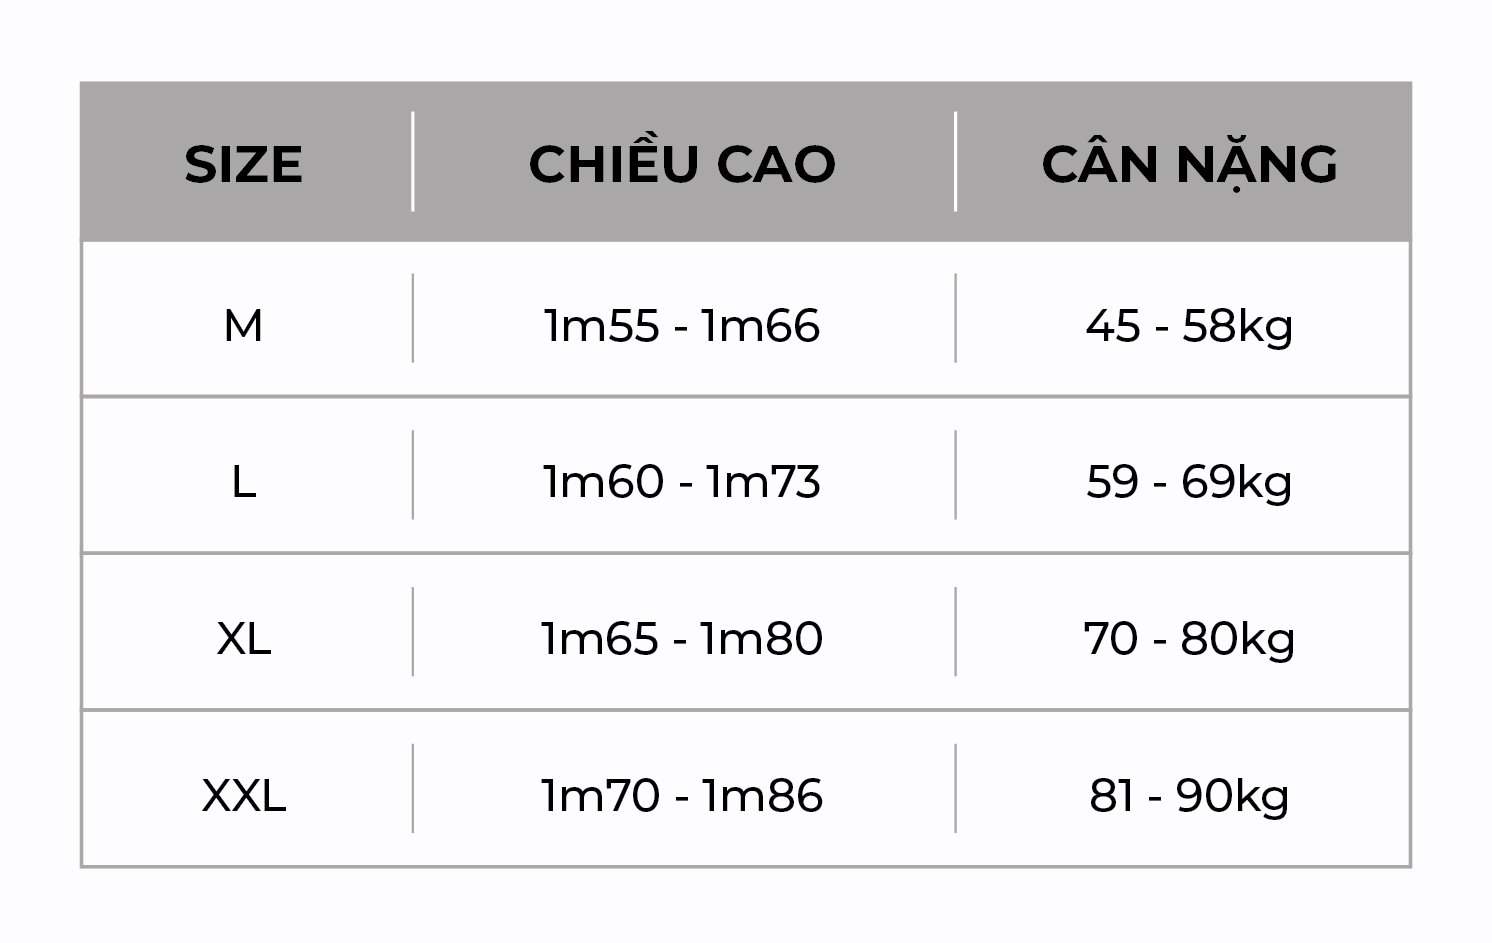 SIZE CHIỀU CAO CÂN NẶNG
M 1m55 - 1m66 45 - 58kg
L 1m60 - 1m73 59 - 69kg
XL 1m65 - 1m80 70 - 80kg
XXL 1m70 - 1m86 81 - 90kg